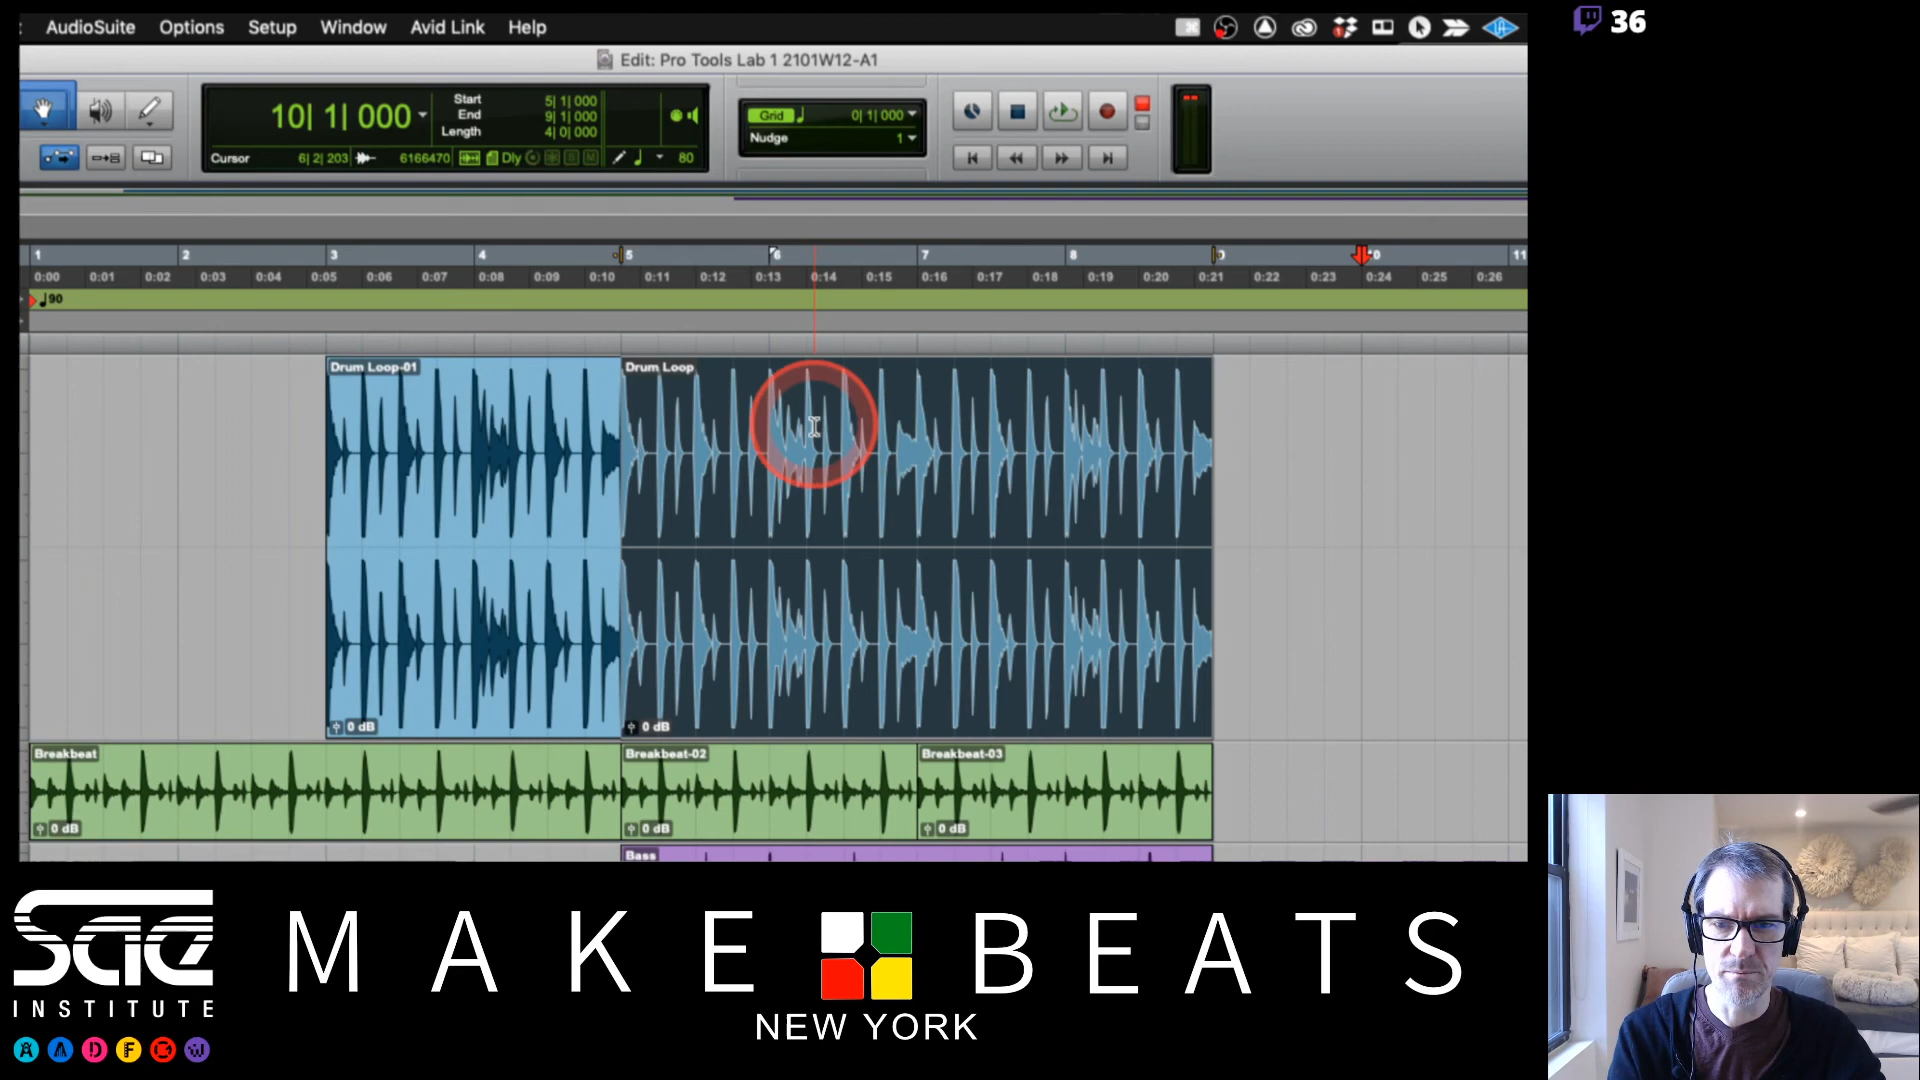 AudioSuite Options Setup Window Avid Link Help
36
Edit: Pro Tools Lab 1 2101W12-A1
10| 1| 000
Start 5| 1| 000
End 9| 1| 000
Length 4| 0| 000
Cursor 6| 2| 203 6166470 Dly 80
Grid 0| 1| 000
Nudge 1
1 2 3 4 5 6 7 8 9 0 11
0:00 0:01 0:02 0:03 0:04 0:05 0:06 0:07 0:08 0:09 0:10 0:11 0:12 0:13 0:14 0:15 0:16 0:17 0:18 0:19 0:20 0:21 0:22 0:23 0:24 0:25 0:26
90
Drum Loop-01 Drum Loop
0 dB 0 dB
Breakbeat Breakbeat-02 Breakbeat-03
0 dB 0 dB 0 dB
Bass
sae
INSTITUTE
MAKE BEATS
NEW YORK
A A D F W